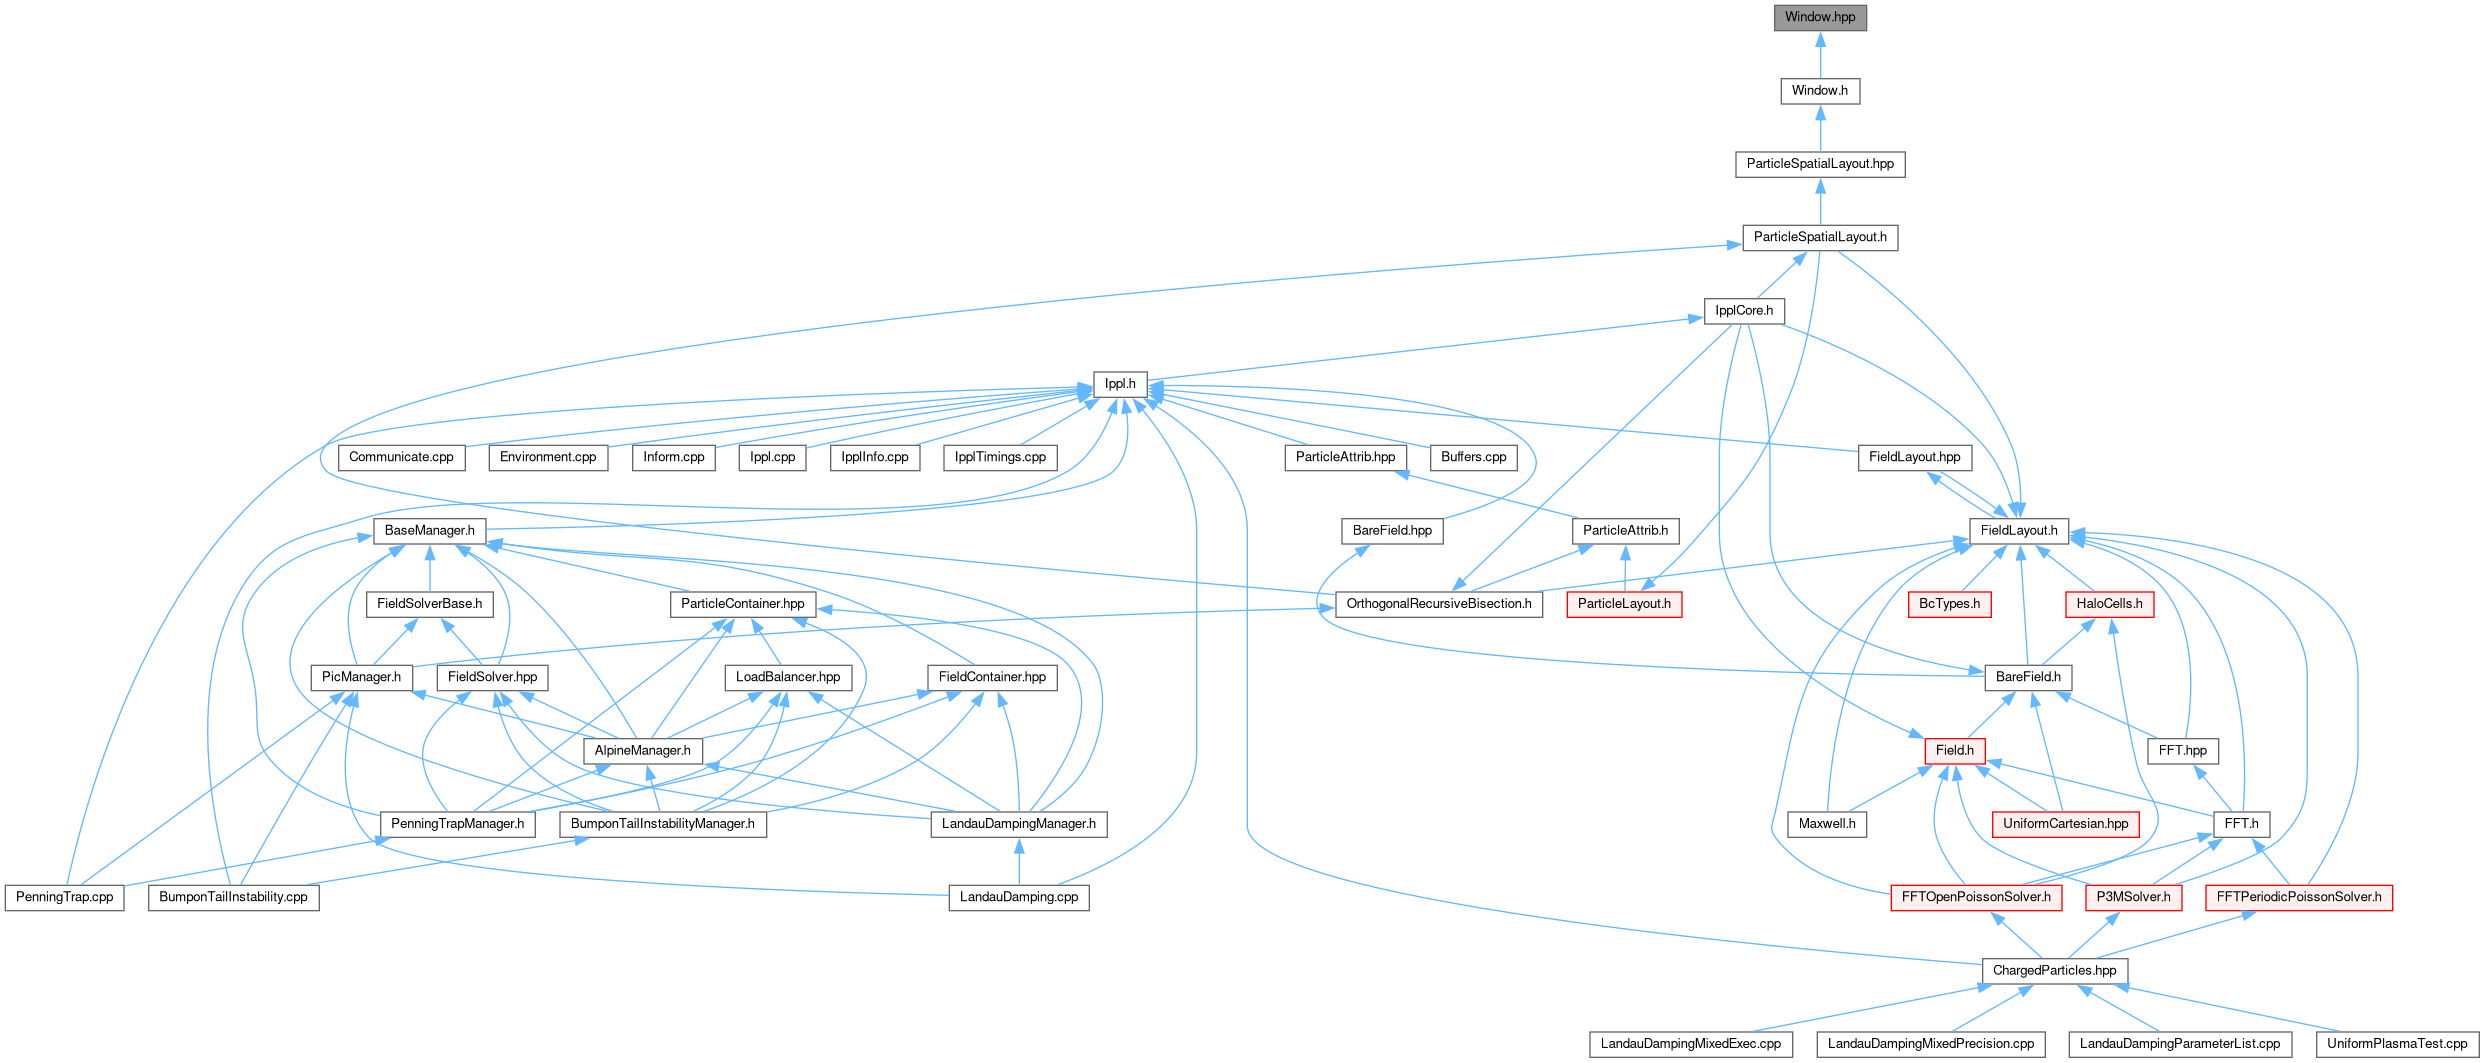 Window.hpp
Window.h
ParticleSpatialLayout.hpp
ParticleSpatialLayout.h
IpplCore.h
Ippl.h
Communicate.cpp
Environment.cpp
Inform.cpp
Ippl.cpp
IpplInfo.cpp
IpplTimings.cpp
ParticleAttrib.hpp
Buffers.cpp
FieldLayout.hpp
BaseManager.h
BareField.hpp
ParticleAttrib.h
FieldLayout.h
FieldSolverBase.h
ParticleContainer.hpp
OrthogonalRecursiveBisection.h
ParticleLayout.h
BcTypes.h
HaloCells.h
PicManager.h
FieldSolver.hpp
LoadBalancer.hpp
FieldContainer.hpp
BareField.h
AlpineManager.h
Field.h
FFT.hpp
PenningTrapManager.h
BumponTailInstabilityManager.h
LandauDampingManager.h
Maxwell.h
UniformCartesian.hpp
FFT.h
PenningTrap.cpp
BumponTailInstability.cpp
LandauDamping.cpp
FFTOpenPoissonSolver.h
P3MSolver.h
FFTPeriodicPoissonSolver.h
ChargedParticles.hpp
LandauDampingMixedExec.cpp
LandauDampingMixedPrecision.cpp
LandauDampingParameterList.cpp
UniformPlasmaTest.cpp